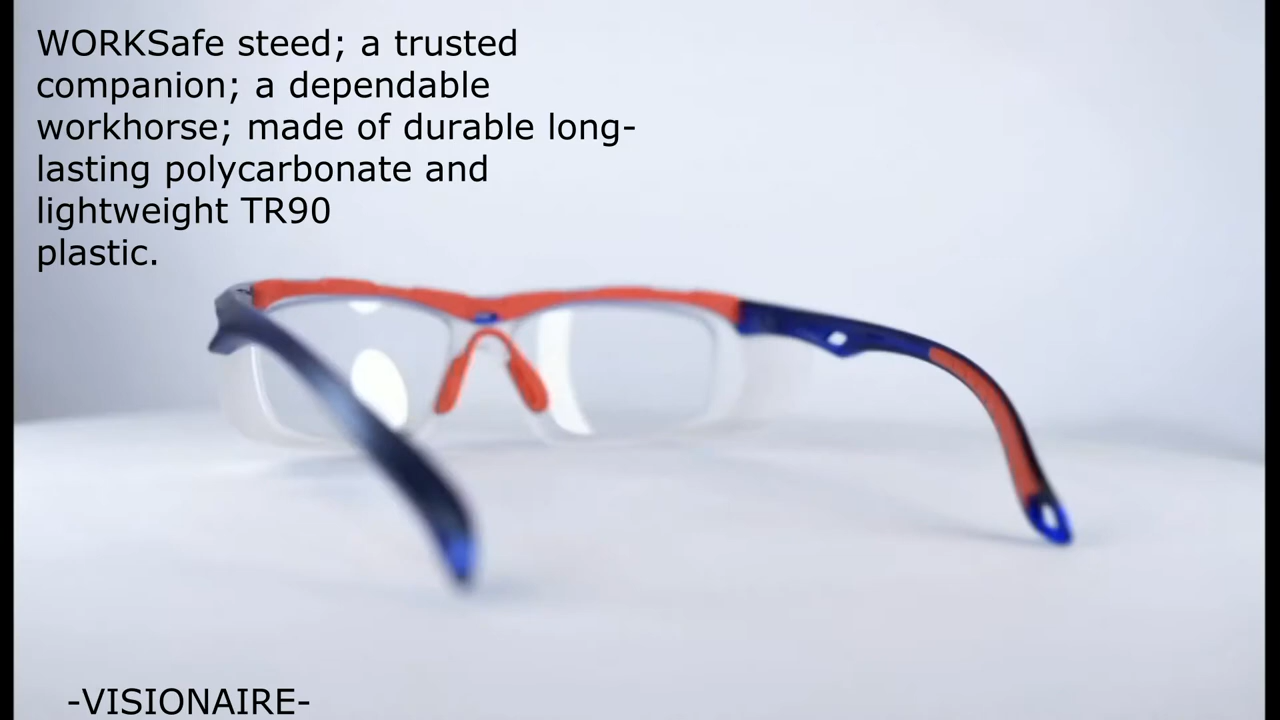 WORKSafe steed; a trusted
companion; a dependable
workhorse; made of durable long-
lasting polycarbonate and
lightweight TR90
plastic.
-VISIONAIRE-